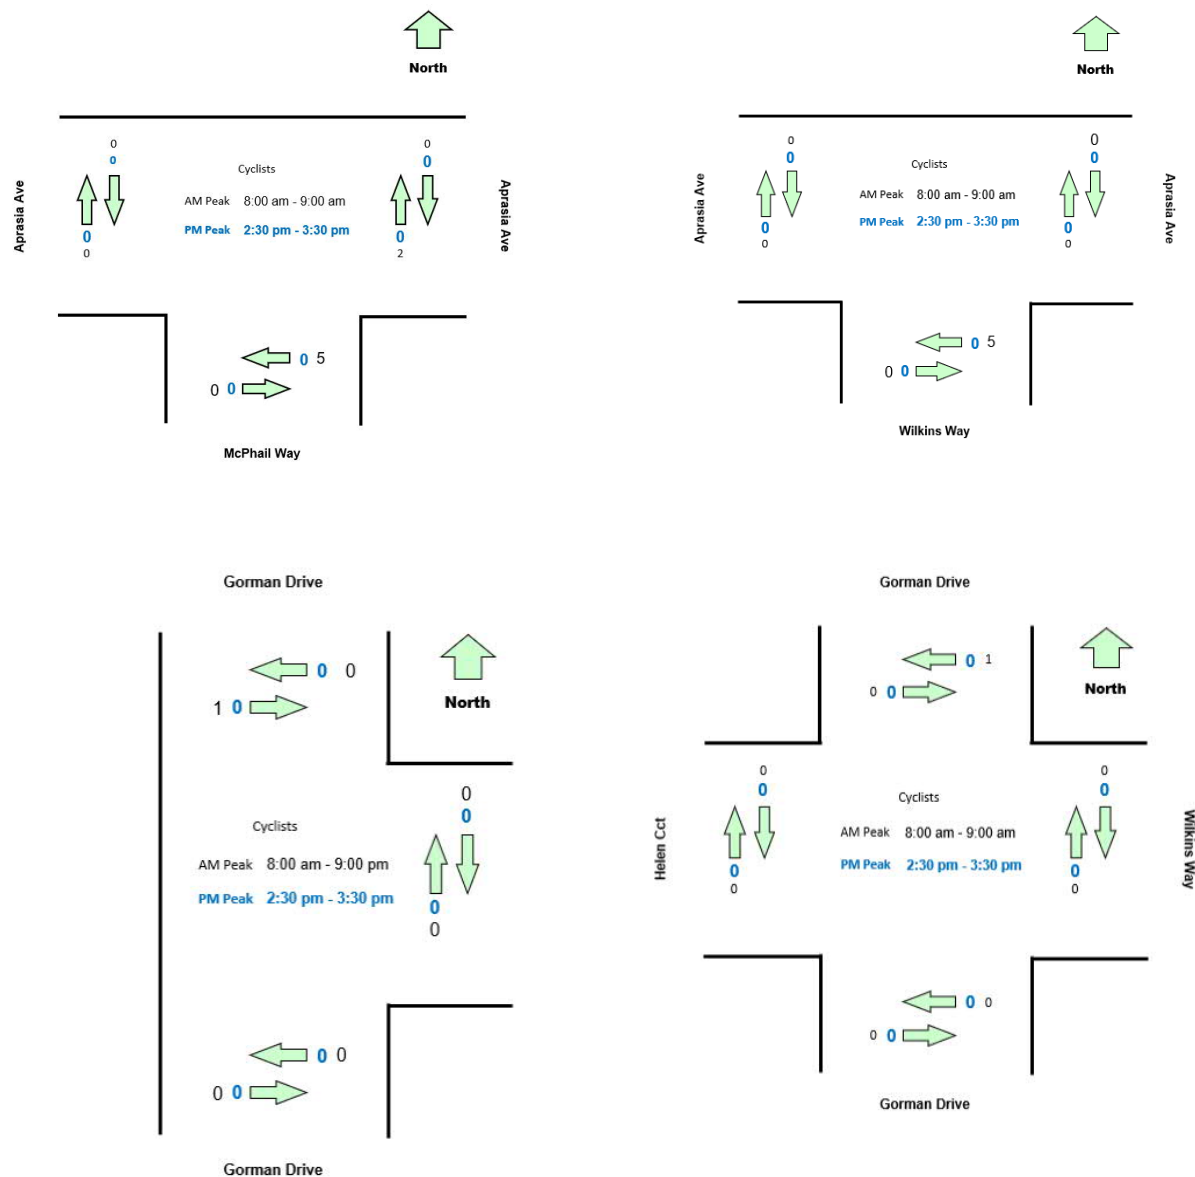 North
0
0
0
0
Cyclists
AM Peak 8:00 am - 9:00 am
PM Peak 2:30 pm - 3:30 pm
0
0
0
2
Aprasia Ave
Aprasia Ave
0 5
0 0
McPhail Way
North
0
0
0
0
Cyclists
AM Peak 8:00 am - 9:00 am
PM Peak 2:30 pm - 3:30 pm
0
0
0
0
Aprasia Ave
Aprasia Ave
0 5
0 0
Wilkins Way
Gorman Drive
0 0
1 0
North
0
0
Cyclists
AM Peak 8:00 am - 9:00 pm
PM Peak 2:30 pm - 3:30 pm
0
0
0 0
0 0
Gorman Drive
Gorman Drive
0 1
0 0
North
0
0
0
0
Cyclists
AM Peak 8:00 am - 9:00 am
PM Peak 2:30 pm - 3:30 pm
0
0
0
0
Helen Cct
Wilkins Way
0 0
0 0
Gorman Drive